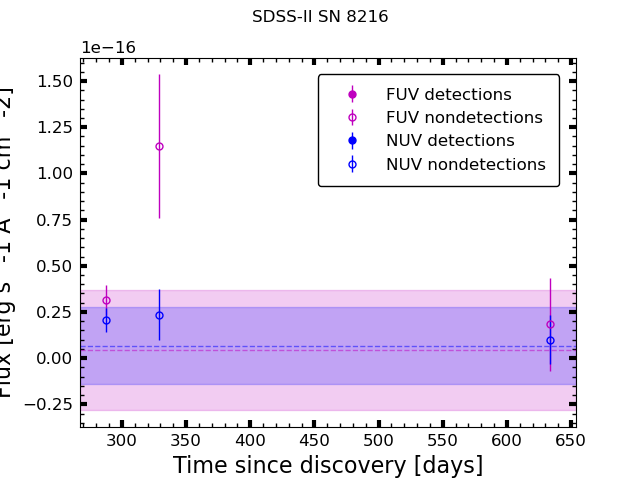 SDSS-II SN 8216
1e−16
1.50
1.25
1.00
0.75
0.50
0.25
0.00
−0.25
Flux [erg s -1 A -1 cm -2]
FUV detections
FUV nondetections
NUV detections
NUV nondetections
300 350 400 450 500 550 600 650
Time since discovery [days]